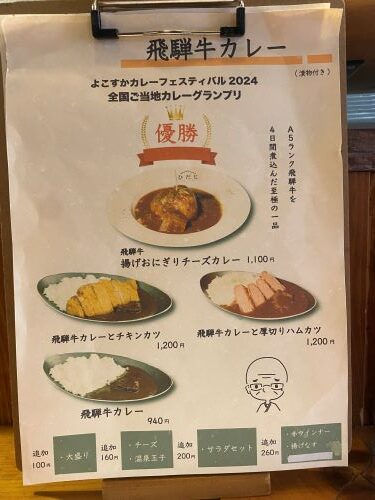 飛騨牛カレー
(漬物付き)
よこすかカレーフェスティバル2024
全国ご当地カレーグランプリ
優勝
A5ランク飛騨牛を
4日間煮込んだ至極の一品
ひだじ
飛騨牛
揚げおにぎりチーズカレー 1,100円
飛騨牛カレーとチキンカツ
1,200円
飛騨牛カレーと厚切りハムカツ
1,200円
飛騨牛カレー
940円
追加
100円
・大盛り
追加
160円
・チーズ
・温泉玉子
追加
200円
・サラダセット
追加
260円
・牛ウインナー
・揚げなす